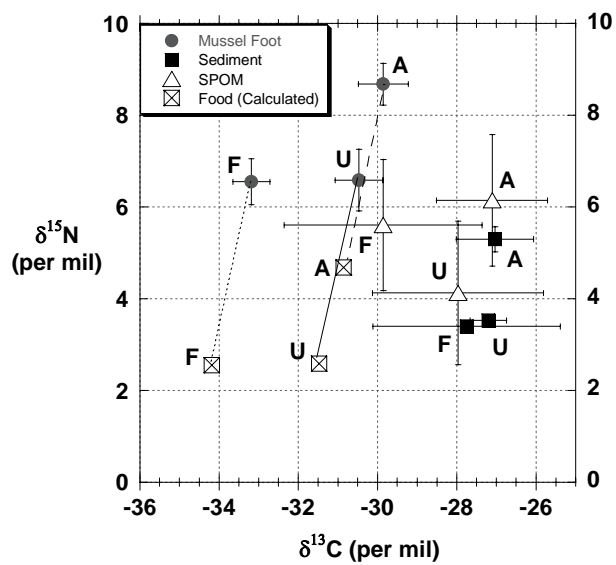 10
8
6
4
2
0
10
8
6
4
2
0
δ¹⁵N
(per mil)
Mussel Foot
Sediment
SPOM
Food (Calculated)
A
F
U
A
F
A
A
U
F
U
F
U
-36
-34
-32
-30
-28
-26
δ¹³C (per mil)